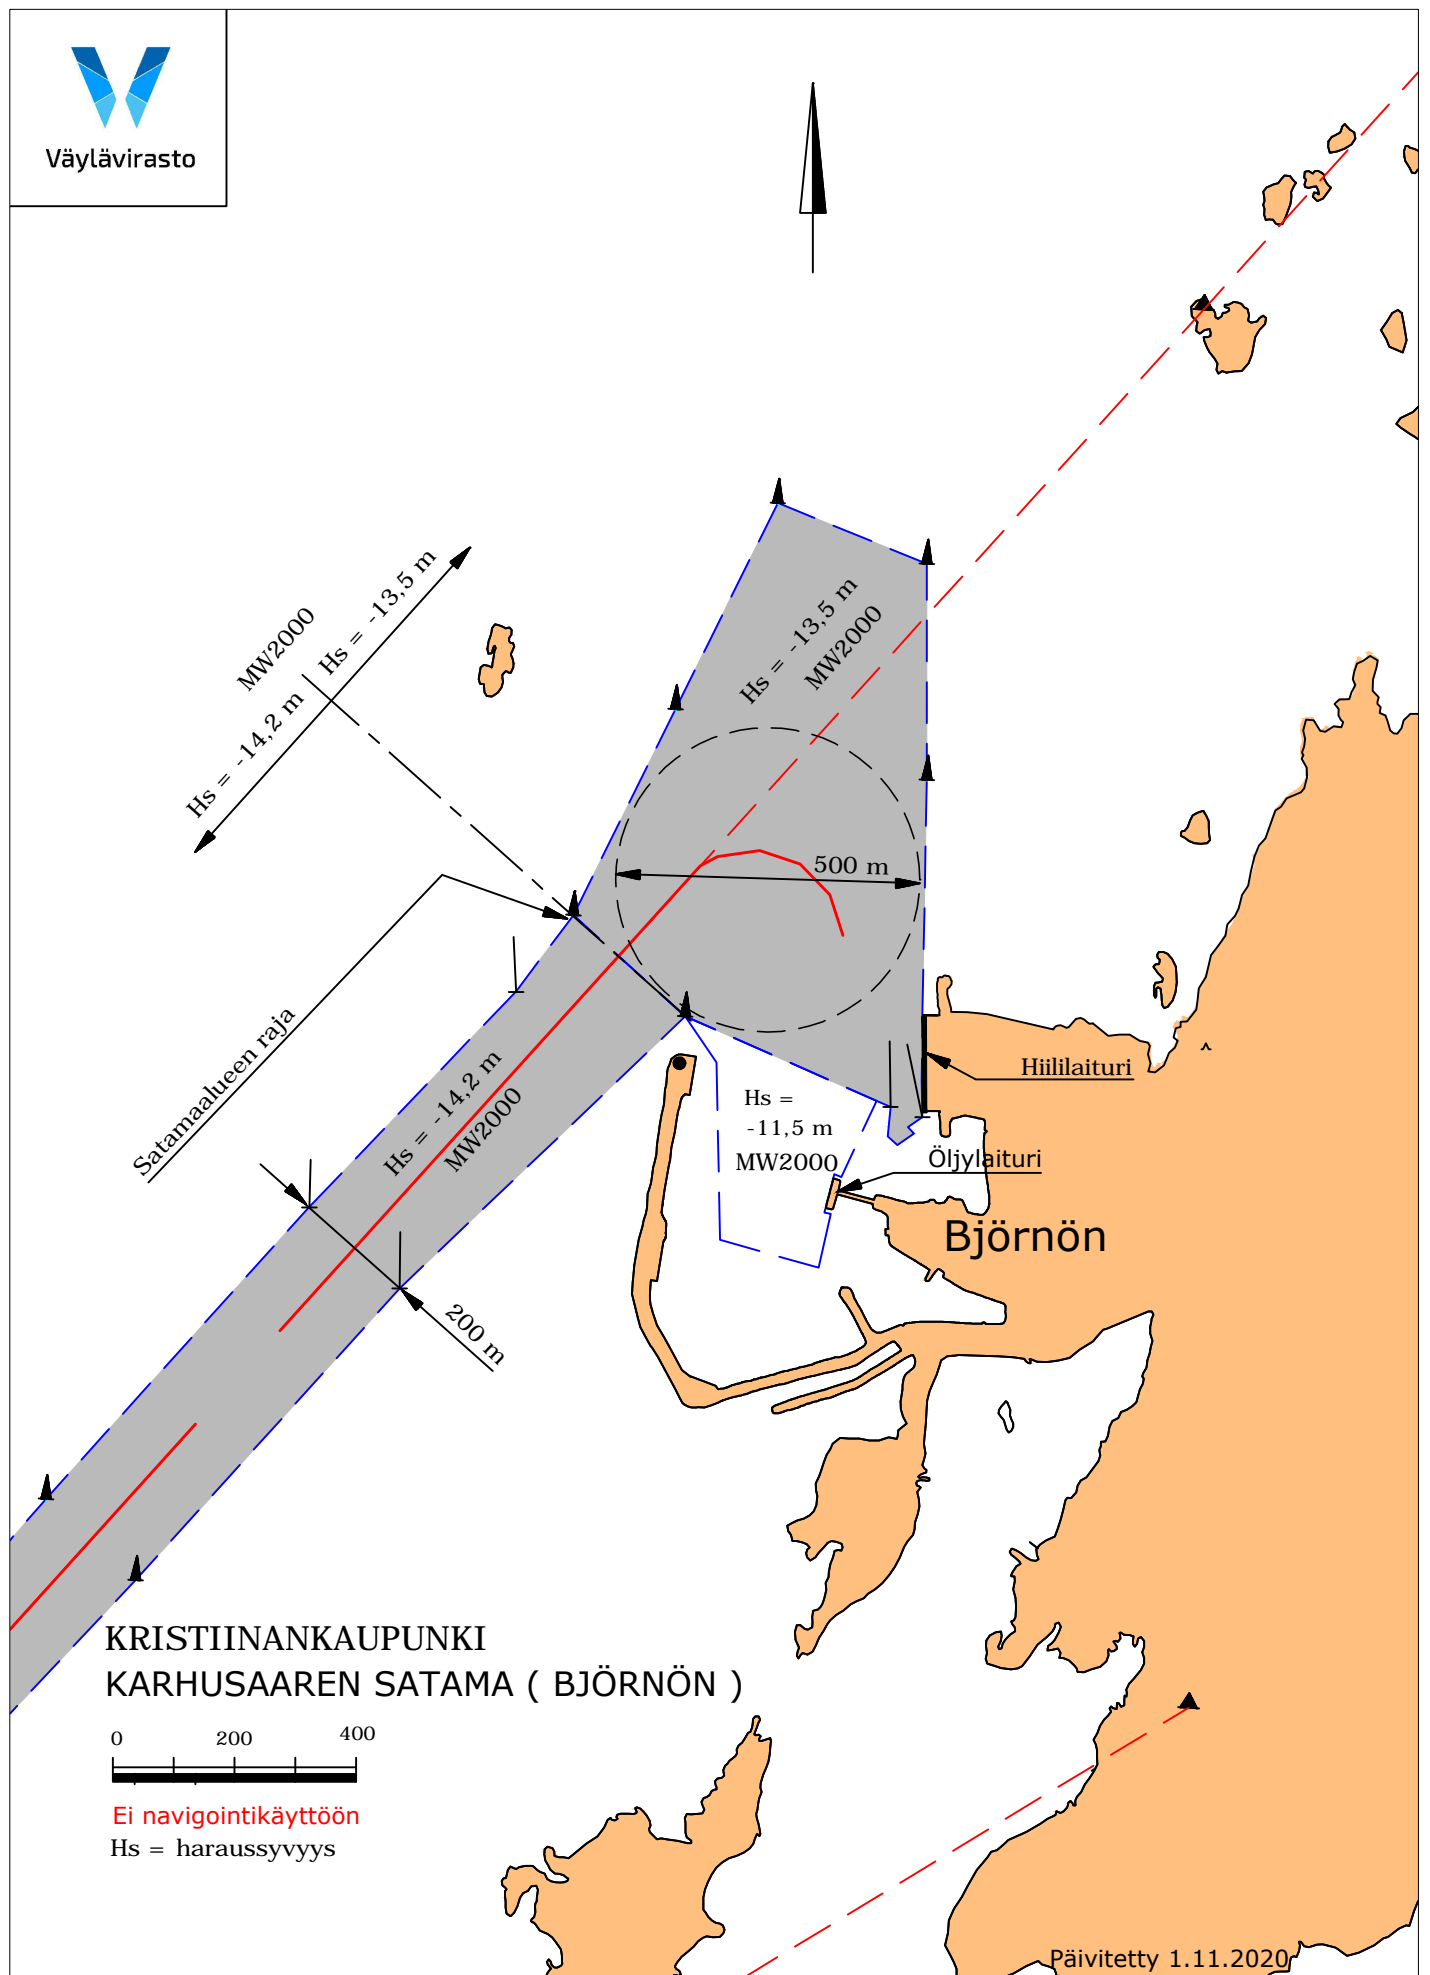 Väylävirasto
MW2000
Hs = -13,5 m
Hs = -14,2 m
Hs = -13,5 m
MW2000
500 m
Satamaalueen raja
Hs = -14,2 m
MW2000
Hiililaituri
Hs =
-11,5 m
MW2000
Öljylaituri
Björnön
200 m
KRISTIINANKAUPUNKI
KARHUSAAREN SATAMA ( BJÖRNÖN )
0 200 400
Ei navigointikäyttöön
Hs = haraussyvyys
Päivitetty 1.11.2020